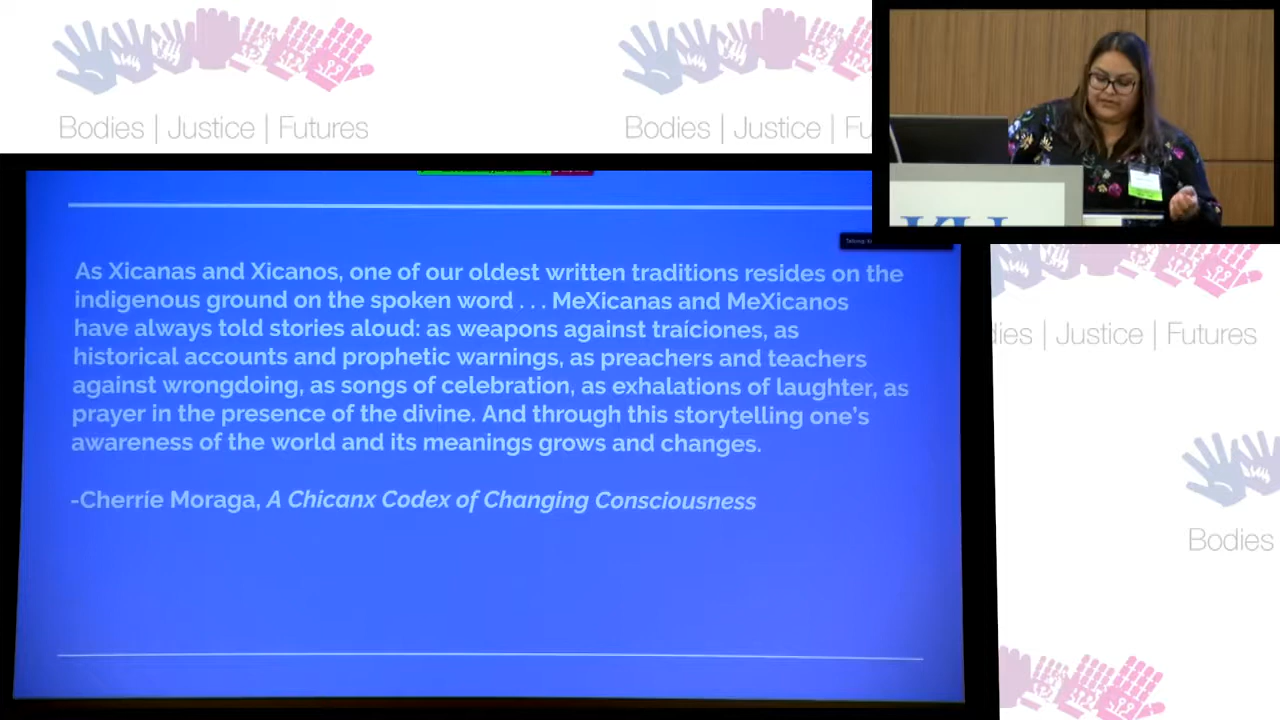 Bodies | Justice | Futures
Bodies | Justice | Fu
KU
As Xicanas and Xicanos, one of our oldest written traditions resides on the
indigenous ground on the spoken word . . . MeXicanas and MeXicanos
have always told stories aloud: as weapons against traíciones, as
historical accounts and prophetic warnings, as preachers and teachers
against wrongdoing, as songs of celebration, as exhalations of laughter, as
prayer in the presence of the divine. And through this storytelling one's
awareness of the world and its meanings grows and changes.
-Cherríe Moraga, A Chicanx Codex of Changing Consciousness
dies | Justice | Futures
Bodies